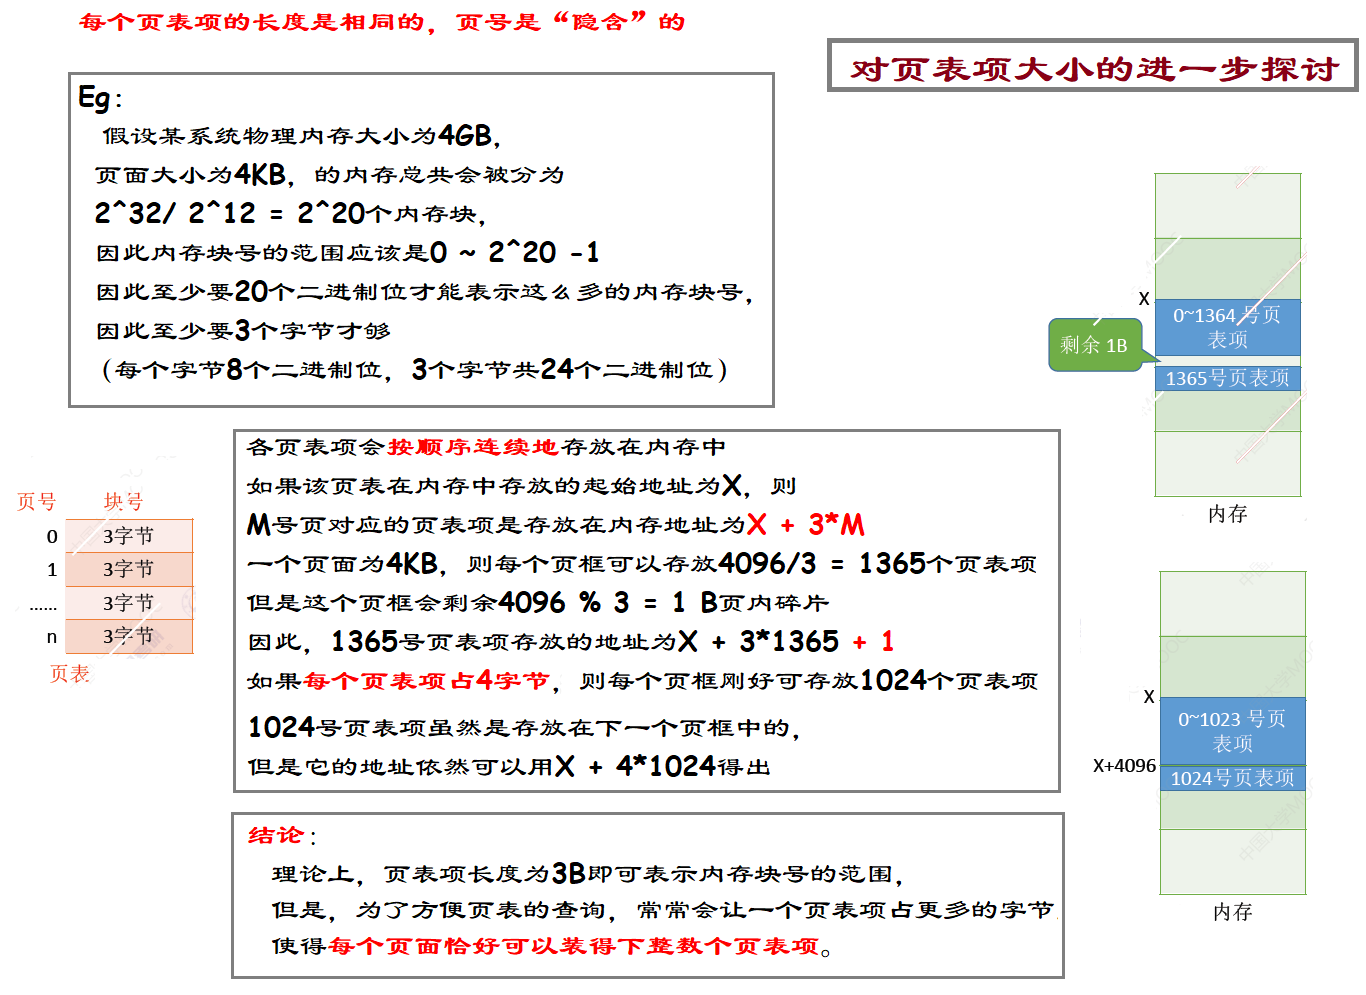 每个页表项的长度是相同的，页号是“隐含”的
对页表项大小的进一步探讨
Eg：
假设某系统物理内存大小为4GB，
页面大小为4KB，的内存总共会被分为
2^32/ 2^12 = 2^20个内存块，
因此内存块号的范围应该是0 ~ 2^20 -1
因此至少要20个二进制位才能表示这么多的内存块号，
因此至少要3个字节才够
（每个字节8个二进制位，3个字节共24个二进制位）
X
0~1364 号页
表项
剩余 1B
1365号页表项
内存
各页表项会按顺序连续地存放在内存中
如果该页表在内存中存放的起始地址为X，则
M号页对应的页表项是存放在内存地址为X + 3*M
一个页面为4KB，则每个页框可以存放4096/3 = 1365个页表项
但是这个页框会剩余4096 % 3 = 1 B页内碎片
因此，1365号页表项存放的地址为X + 3*1365 + 1
如果每个页表项占4字节，则每个页框刚好可存放1024个页表项
1024号页表项虽然是存放在下一个页框中的，
但是它的地址依然可以用X + 4*1024得出
页号 块号
0 3字节
1 3字节
…… 3字节
n 3字节
页表
X
0~1023 号页
表项
X+4096
1024号页表项
内存
结论：
理论上，页表项长度为3B即可表示内存块号的范围，
但是，为了方便页表的查询，常常会让一个页表项占更多的字节
使得每个页面恰好可以装得下整数个页表项。